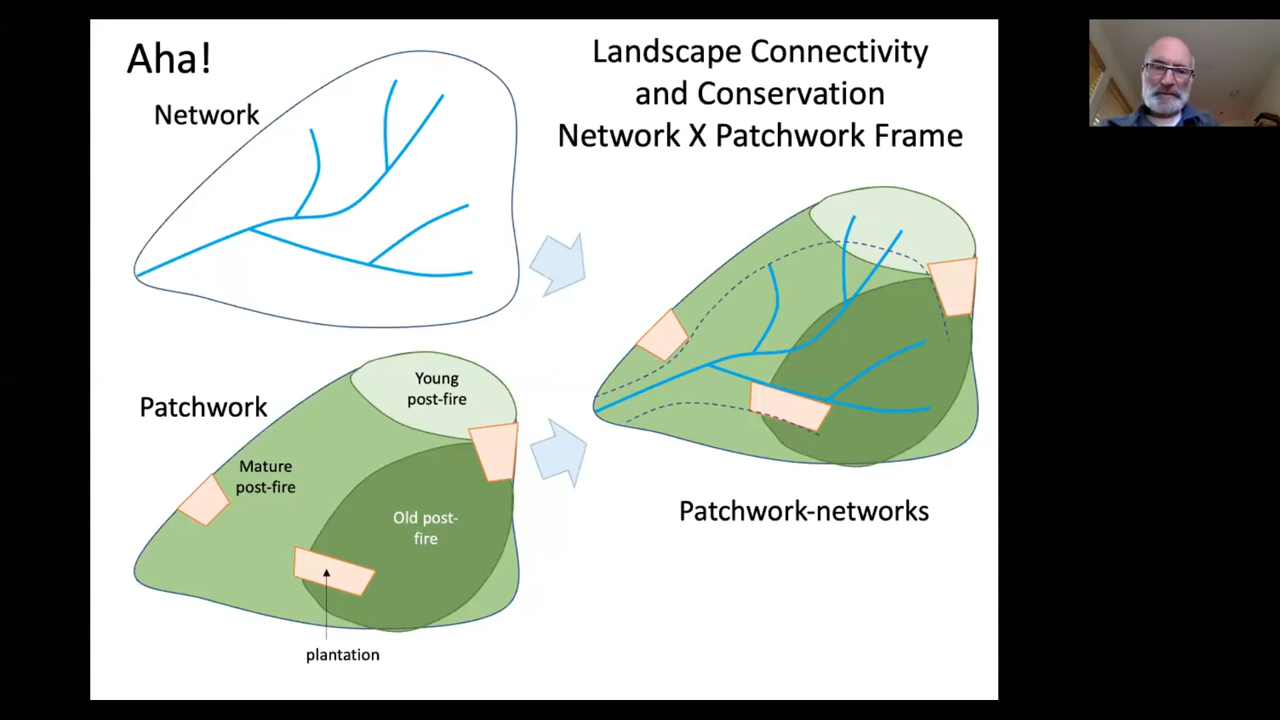 Aha!
Network
Landscape Connectivity
and Conservation
Network X Patchwork Frame
Patchwork
Young
post-fire
Mature
post-fire
Old post-
fire
plantation
Patchwork-networks